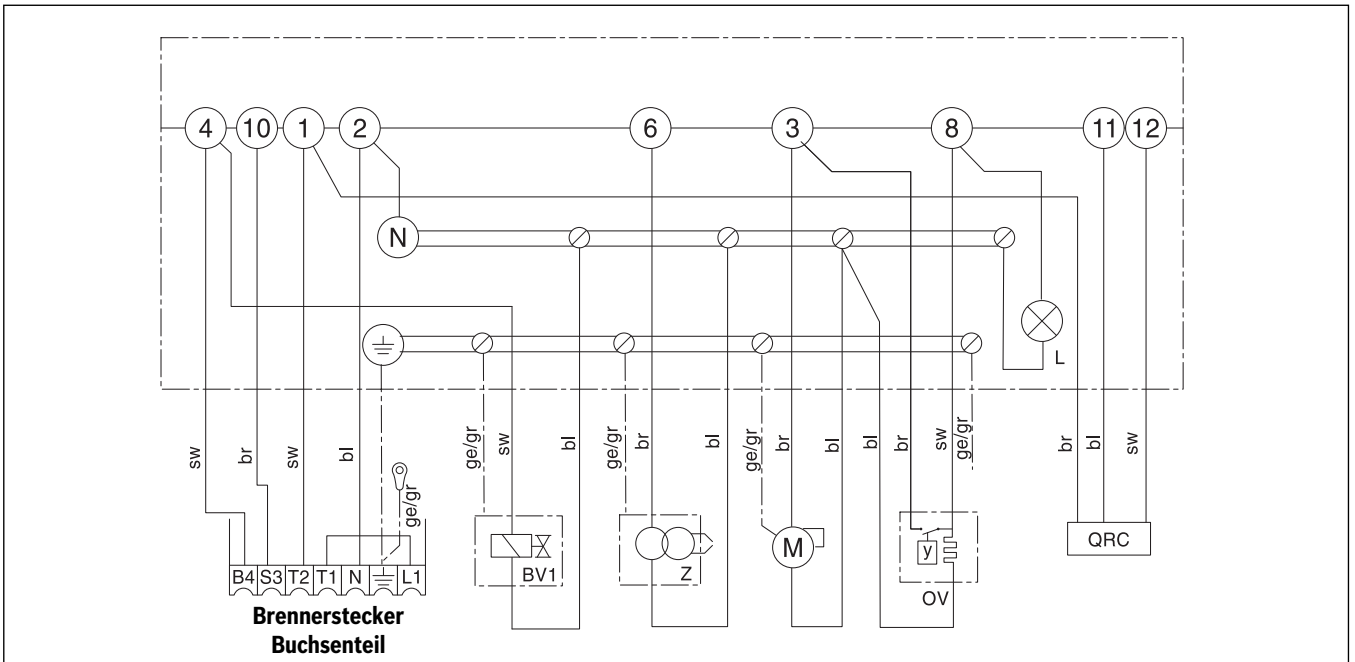 4 10 1 2 6 3 8 11 12
N
L
sw br sw bl ge/gr ge/gr sw bl ge/gr br bl ge/gr br bl bl br sw ge/gr br bl sw
BV1 Z M y OV QRC
B4 S3 T2 T1 N L1
Brennerstecker
Buchsenteil